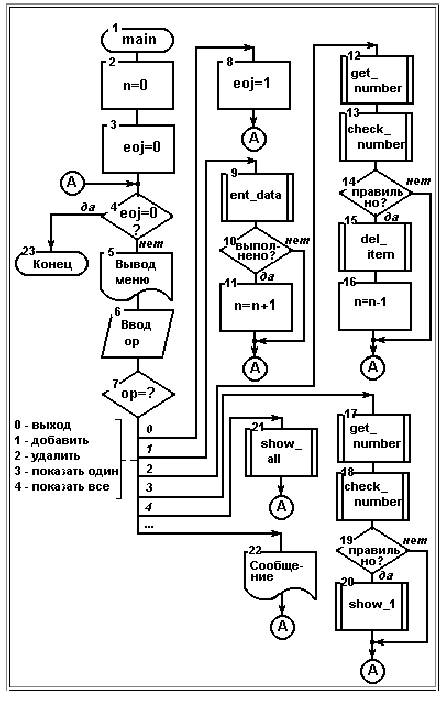 1
main
2
n=0
3
eoj=0
A
4
eoj=0
?
да
нет
23
Конец
5
Вывод
меню
6
Ввод
op
7
op=?
0 - выход
1 - добавить
2 - удалить
3 - показать один
4 - показать все
0
1
2
3
4
...
8
eoj=1
A
9
ent_data
10
выпол-
нено?
нет
да
11
n=n+1
A
12
get_
number
13
check_
number
14
правиль
но?
нет
да
15
del_
item
16
n=n-1
A
21
show_
all
A
22
Сообще-
ние
A
17
get_
number
18
check_
number
19
правиль
но?
нет
да
20
show_1
A